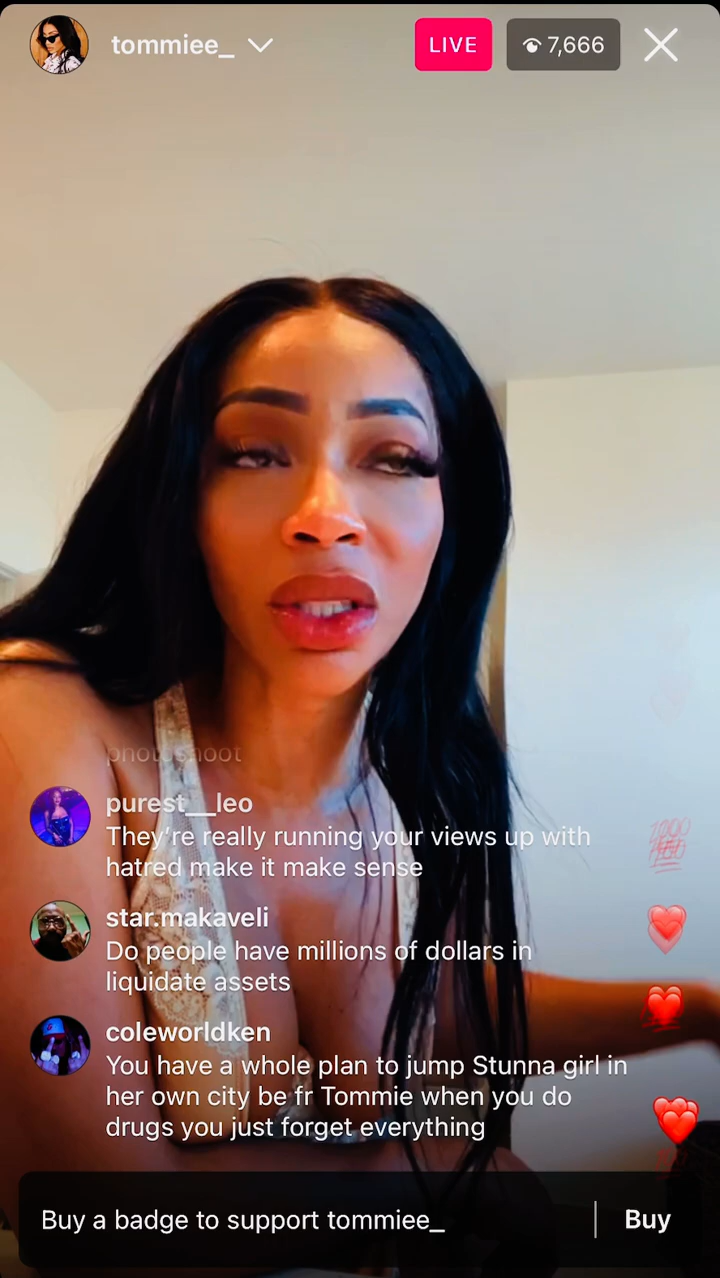 tommiee_
LIVE
7,666
photoshoot
purest__leo
They're really running your views up with
hatred make it make sense
star.makaveli
Do people have millions of dollars in
liquidate assets
coleworldken
You have a whole plan to jump Stunna girl in
her own city be fr Tommie when you do
drugs you just forget everything
Buy a badge to support tommiee_
Buy